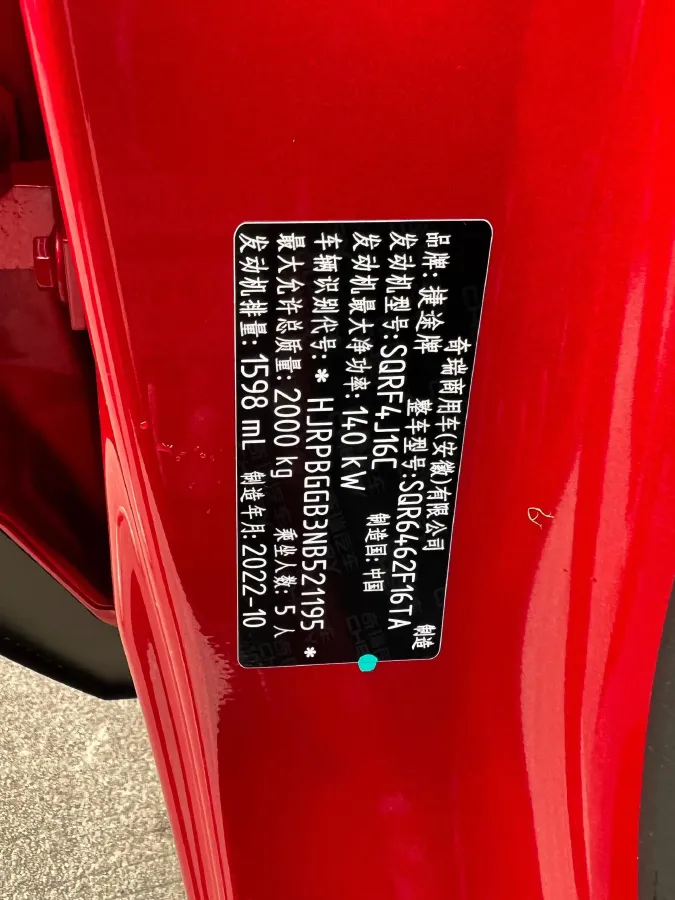 奇瑞商用车(安徽)有限公司 制造
品牌: 捷途牌 整车型号:SQR6462F16TA
发动机型号:SQRF4J16C
发动机最大净功率: 140 kW 制造国: 中国
车辆识别代号: * HJRPBGGB3NB521195 *
最大允许总质量: 2000 kg 乘坐人数: 5 人
发动机排量: 1598 mL 制造年月: 2022-10